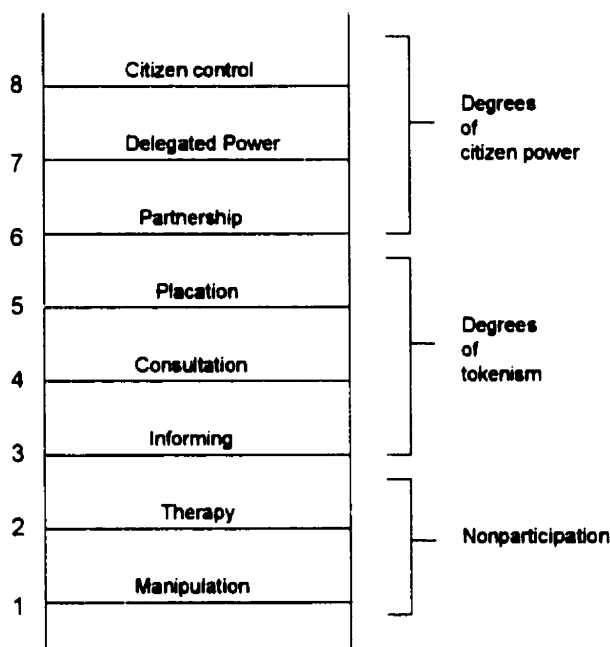 8 Citizen control
7 Delegated Power
6 Partnership
Degrees
of
citizen power
5 Placation
4 Consultation
3 Informing
Degrees
of
tokenism
2 Therapy
1 Manipulation
Nonparticipation